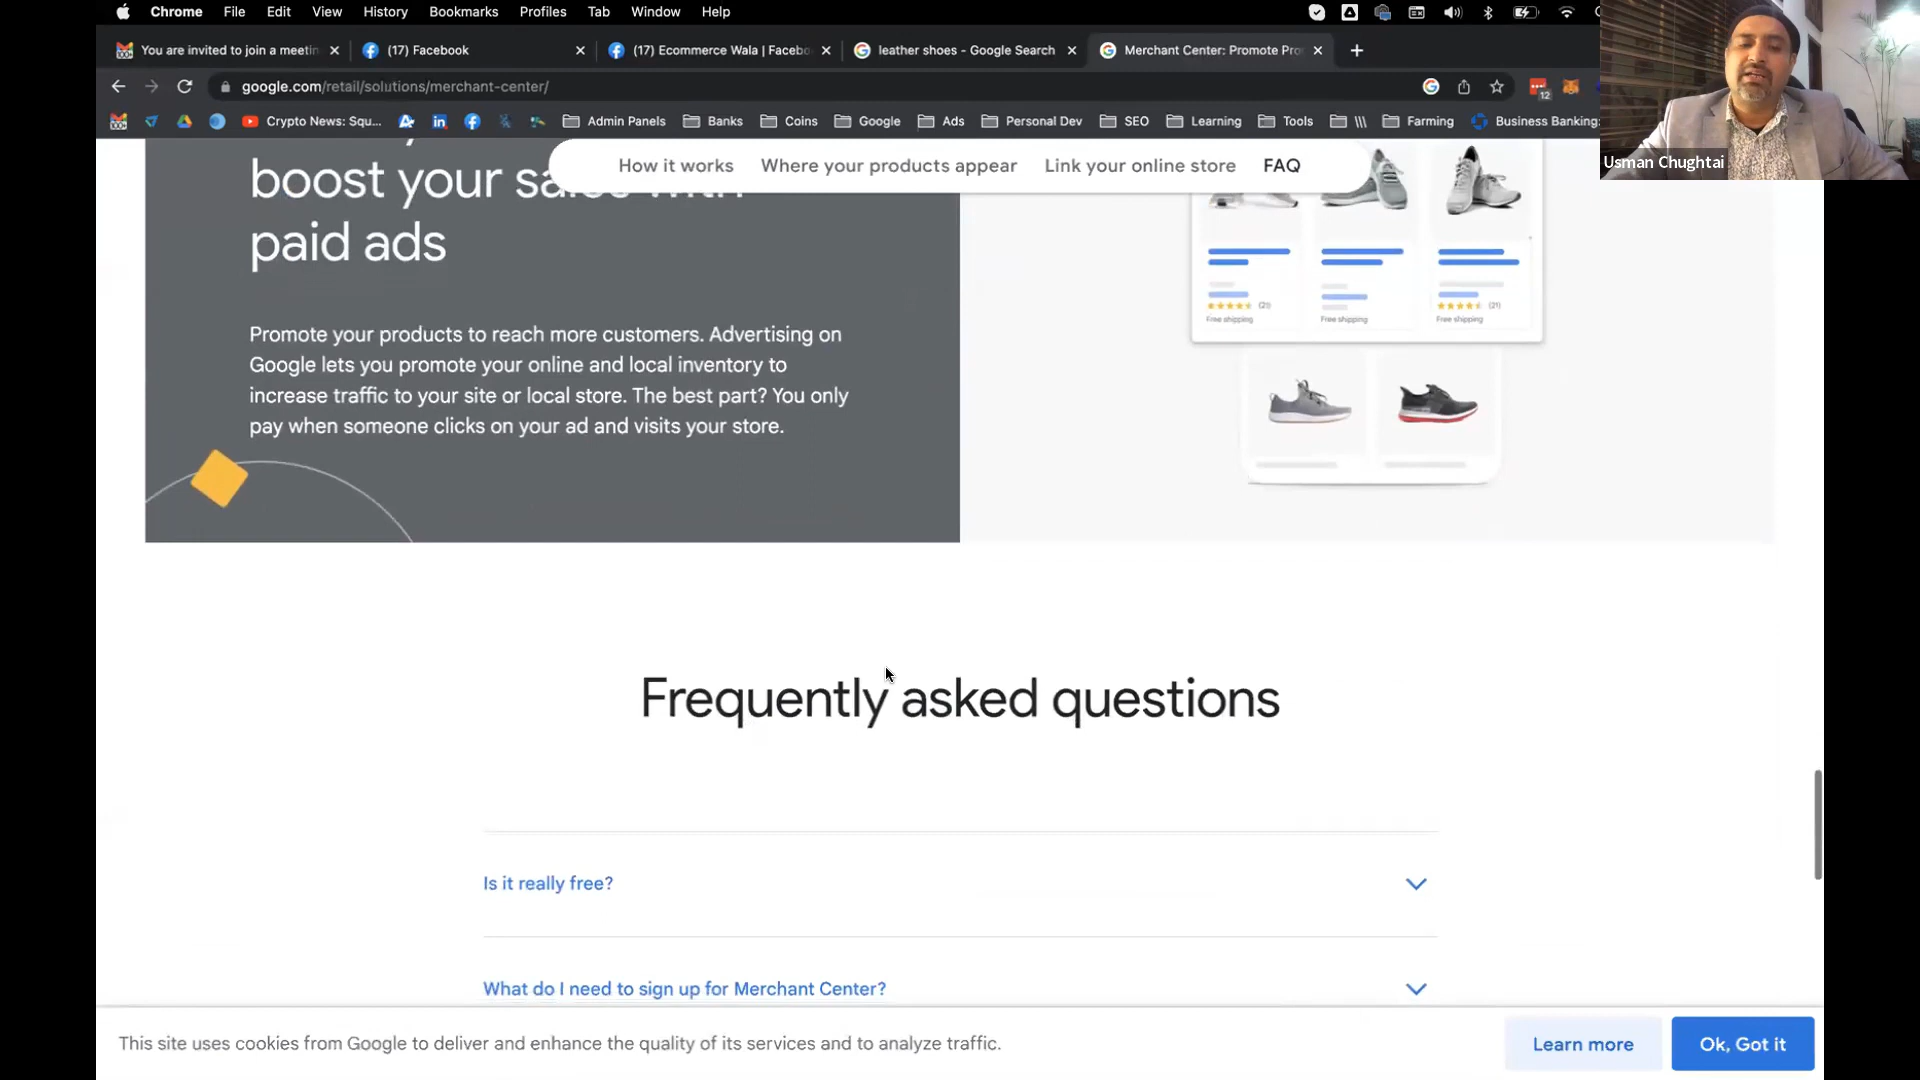 Chrome File Edit View History Bookmarks Profiles Tab Window Help
You are invited to join a meetin
(17) Facebook
(17) Ecommerce Wala | Facebo
leather shoes - Google Search
Merchant Center: Promote Pro
google.com/retail/solutions/merchant-center/
12
Crypto News: Squ...
Admin Panels
Banks
Coins
Google
Ads
Personal Dev
SEO
Learning
Tools
\\\
Farming
Business Banking:
Usman Chughtai
How it works
Where your products appear
Link your online store
FAQ
boost your sales with
paid ads
Promote your products to reach more customers. Advertising on
Google lets you promote your online and local inventory to
increase traffic to your site or local store. The best part? You only
pay when someone clicks on your ad and visits your store.
(21) (21)
Free shipping Free shipping Free shipping
Frequently asked questions
Is it really free?
What do I need to sign up for Merchant Center?
This site uses cookies from Google to deliver and enhance the quality of its services and to analyze traffic.
Learn more
Ok, Got it